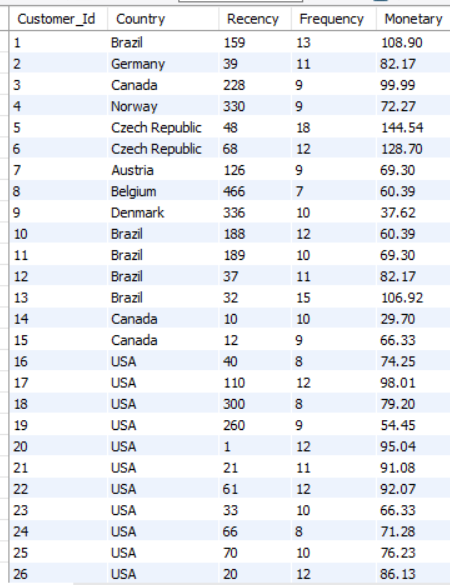 Customer_Id Country Recency Frequency Monetary
1 Brazil 159 13 108.90
2 Germany 39 11 82.17
3 Canada 228 9 99.99
4 Norway 330 9 72.27
5 Czech Republic 48 18 144.54
6 Czech Republic 68 12 128.70
7 Austria 126 9 69.30
8 Belgium 466 7 60.39
9 Denmark 336 10 37.62
10 Brazil 188 12 60.39
11 Brazil 189 10 69.30
12 Brazil 37 11 82.17
13 Brazil 32 15 106.92
14 Canada 10 10 29.70
15 Canada 12 9 66.33
16 USA 40 8 74.25
17 USA 110 12 98.01
18 USA 300 8 79.20
19 USA 260 9 54.45
20 USA 1 12 95.04
21 USA 21 11 91.08
22 USA 61 12 92.07
23 USA 33 10 66.33
24 USA 66 8 71.28
25 USA 70 10 76.23
26 USA 20 12 86.13